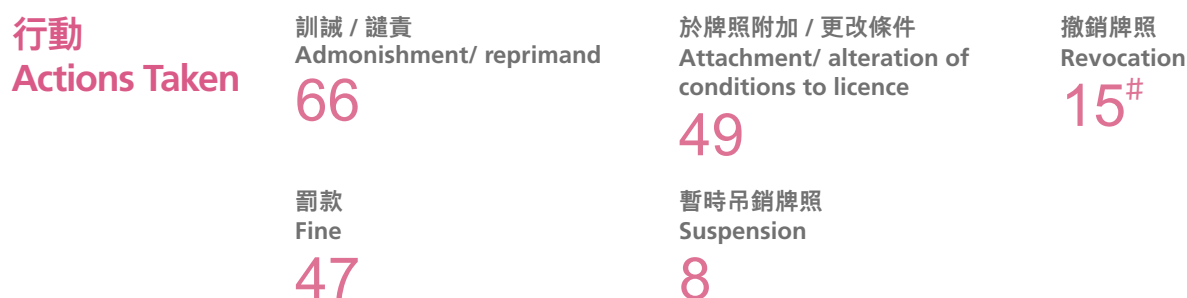 行動
Actions Taken
訓誡 / 譴責
Admonishment/ reprimand
66
於牌照附加 / 更改條件
Attachment/ alteration of
conditions to licence
49
撤銷牌照
Revocation
15#
罰款
Fine
47
暫時吊銷牌照
Suspension
8